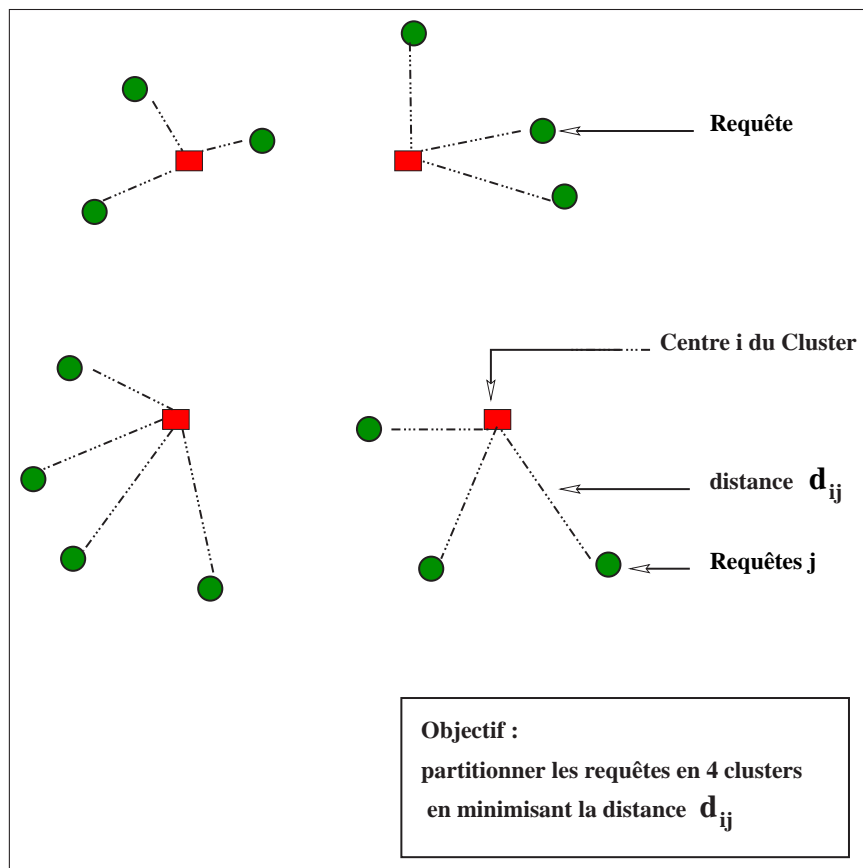 Requête
Centre i du Cluster
distance d_ij
Requêtes j
Objectif :
partitionner les requêtes en 4 clusters
en minimisant la distance d_ij